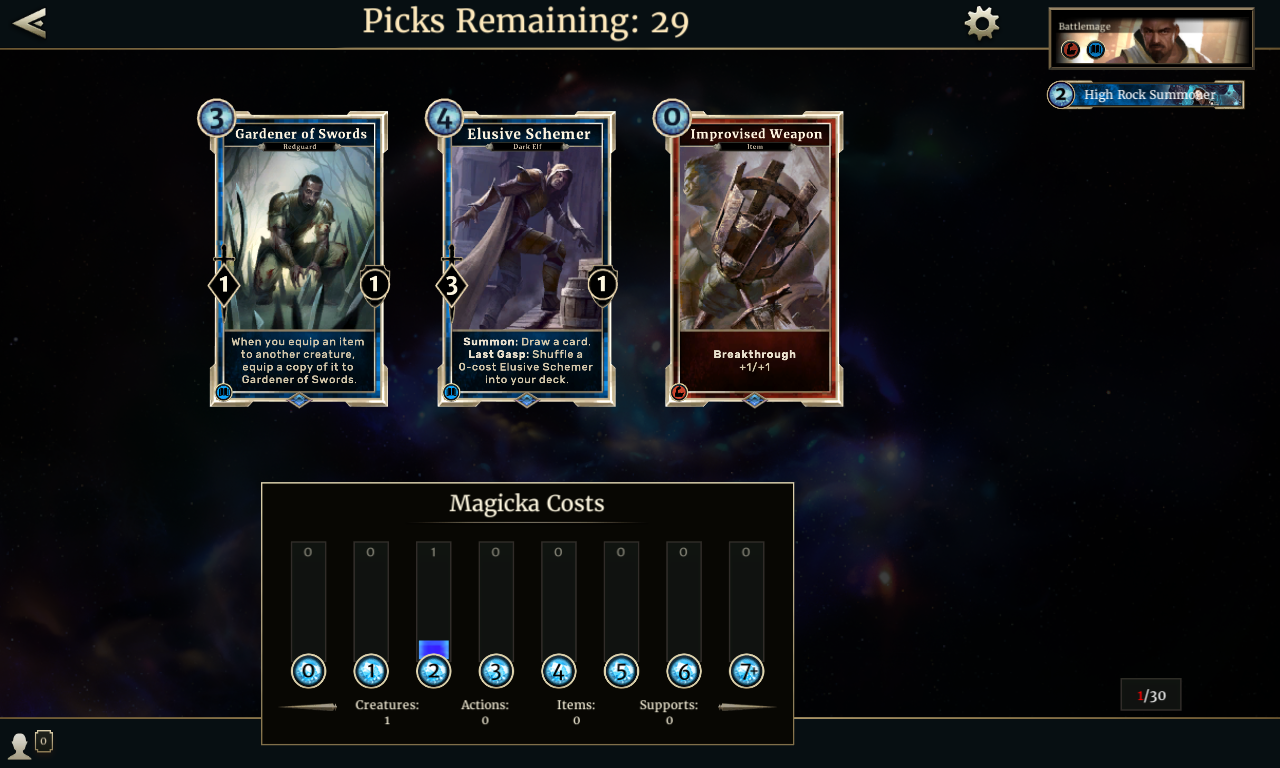 Picks Remaining: 29
Battlemage
2 High Rock Summoner
3 Gardener of Swords
Redguard
1 1
When you equip an item
to another creature,
equip a copy of it to
Gardener of Swords.
4 Elusive Schemer
Dark Elf
3 1
Summon: Draw a card.
Last Gasp: Shuffle a
0-cost Elusive Schemer
into your deck.
0 Improvised Weapon
Item
Breakthrough
+1/+1
Magicka Costs
0 0 1 0 0 0 0 0
0 1 2 3 4 5 6 7+
Creatures: Actions: Items: Supports:
1 0 0 0
1/30
0